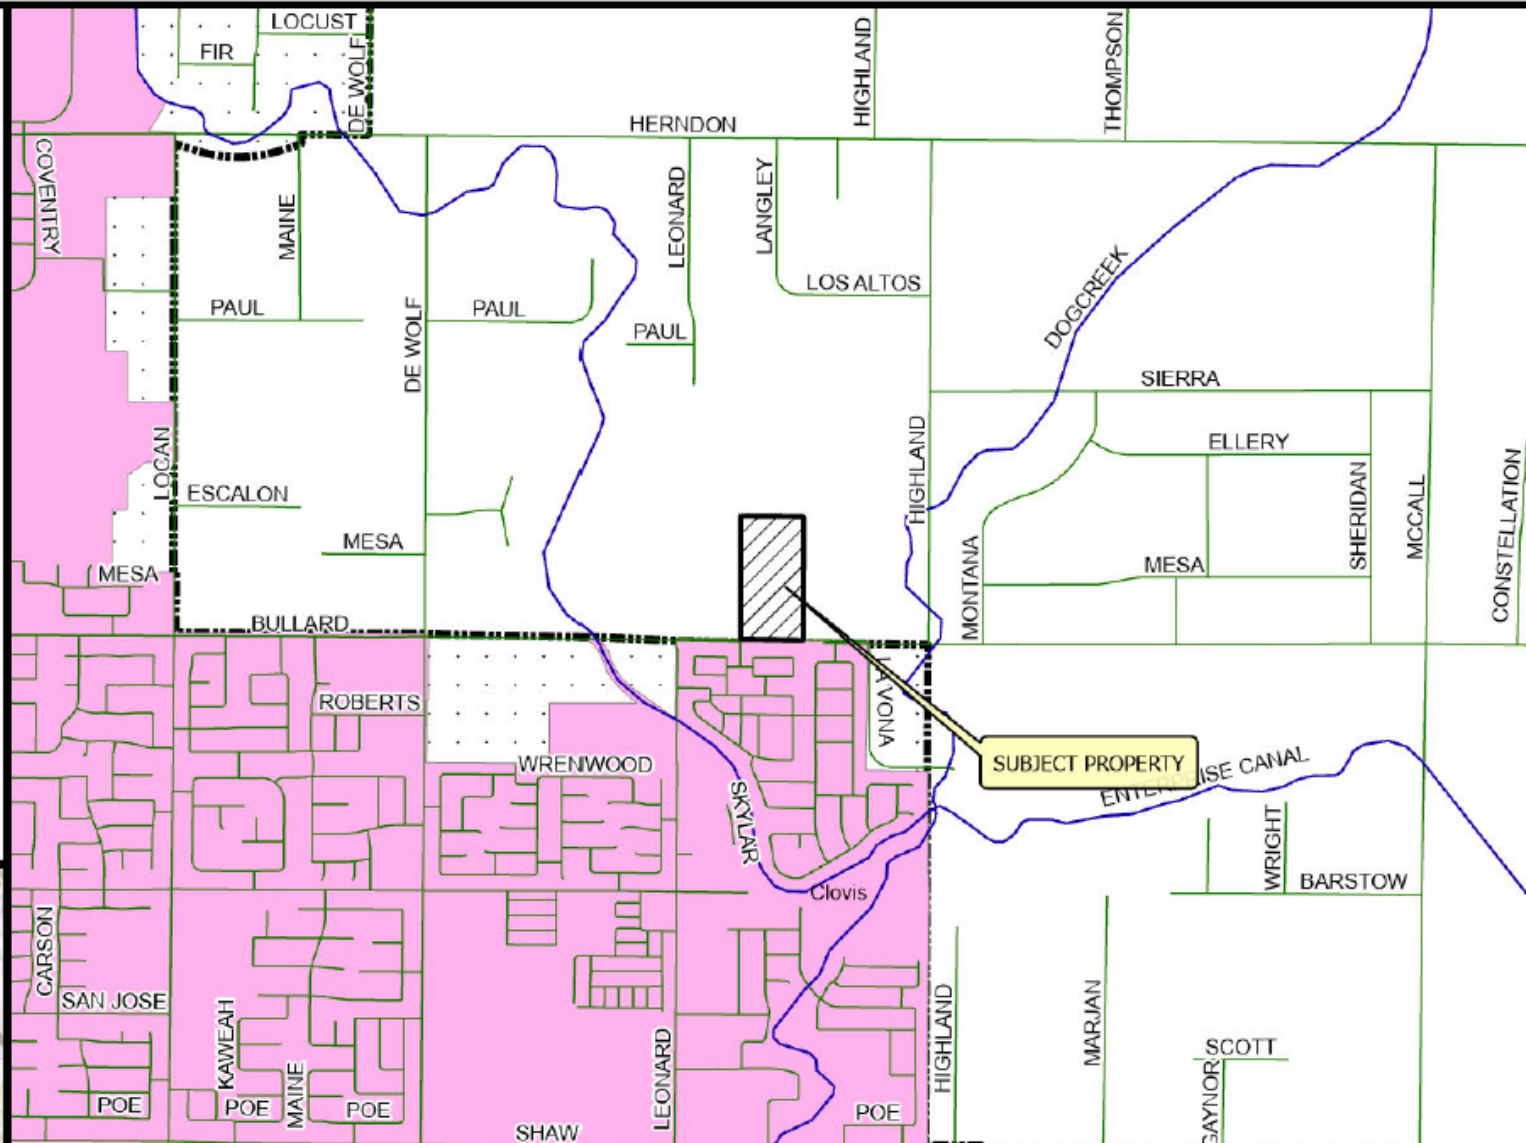 LOCUST
FIR
DE WOLF
HIGHLAND
THOMPSON
HERNDON
COVENTRY
MAINE
LEONARD
LANGLEY
LOS ALTOS
DOGCREEK
PAUL
DE WOLF
PAUL
PAUL
SIERRA
LOGAN
HIGHLAND
ELLERY
SHERIDAN
MCCALL
CONSTELLATION
ESCALON
MESA
MESA
MONTANA
MESA
BULLARD
ROBERTS
LA VONA
WRENWOOD
SUBJECT PROPERTY
ENTERPRISE CANAL
SKYLAR
WRIGHT
BARSTOW
Clovis
CARSON
SAN JOSE
KAWEAH
MAINE
LEONARD
HIGHLAND
MARJAN
SCOTT
GAYNOR
POE
POE
POE
POE
SHAW